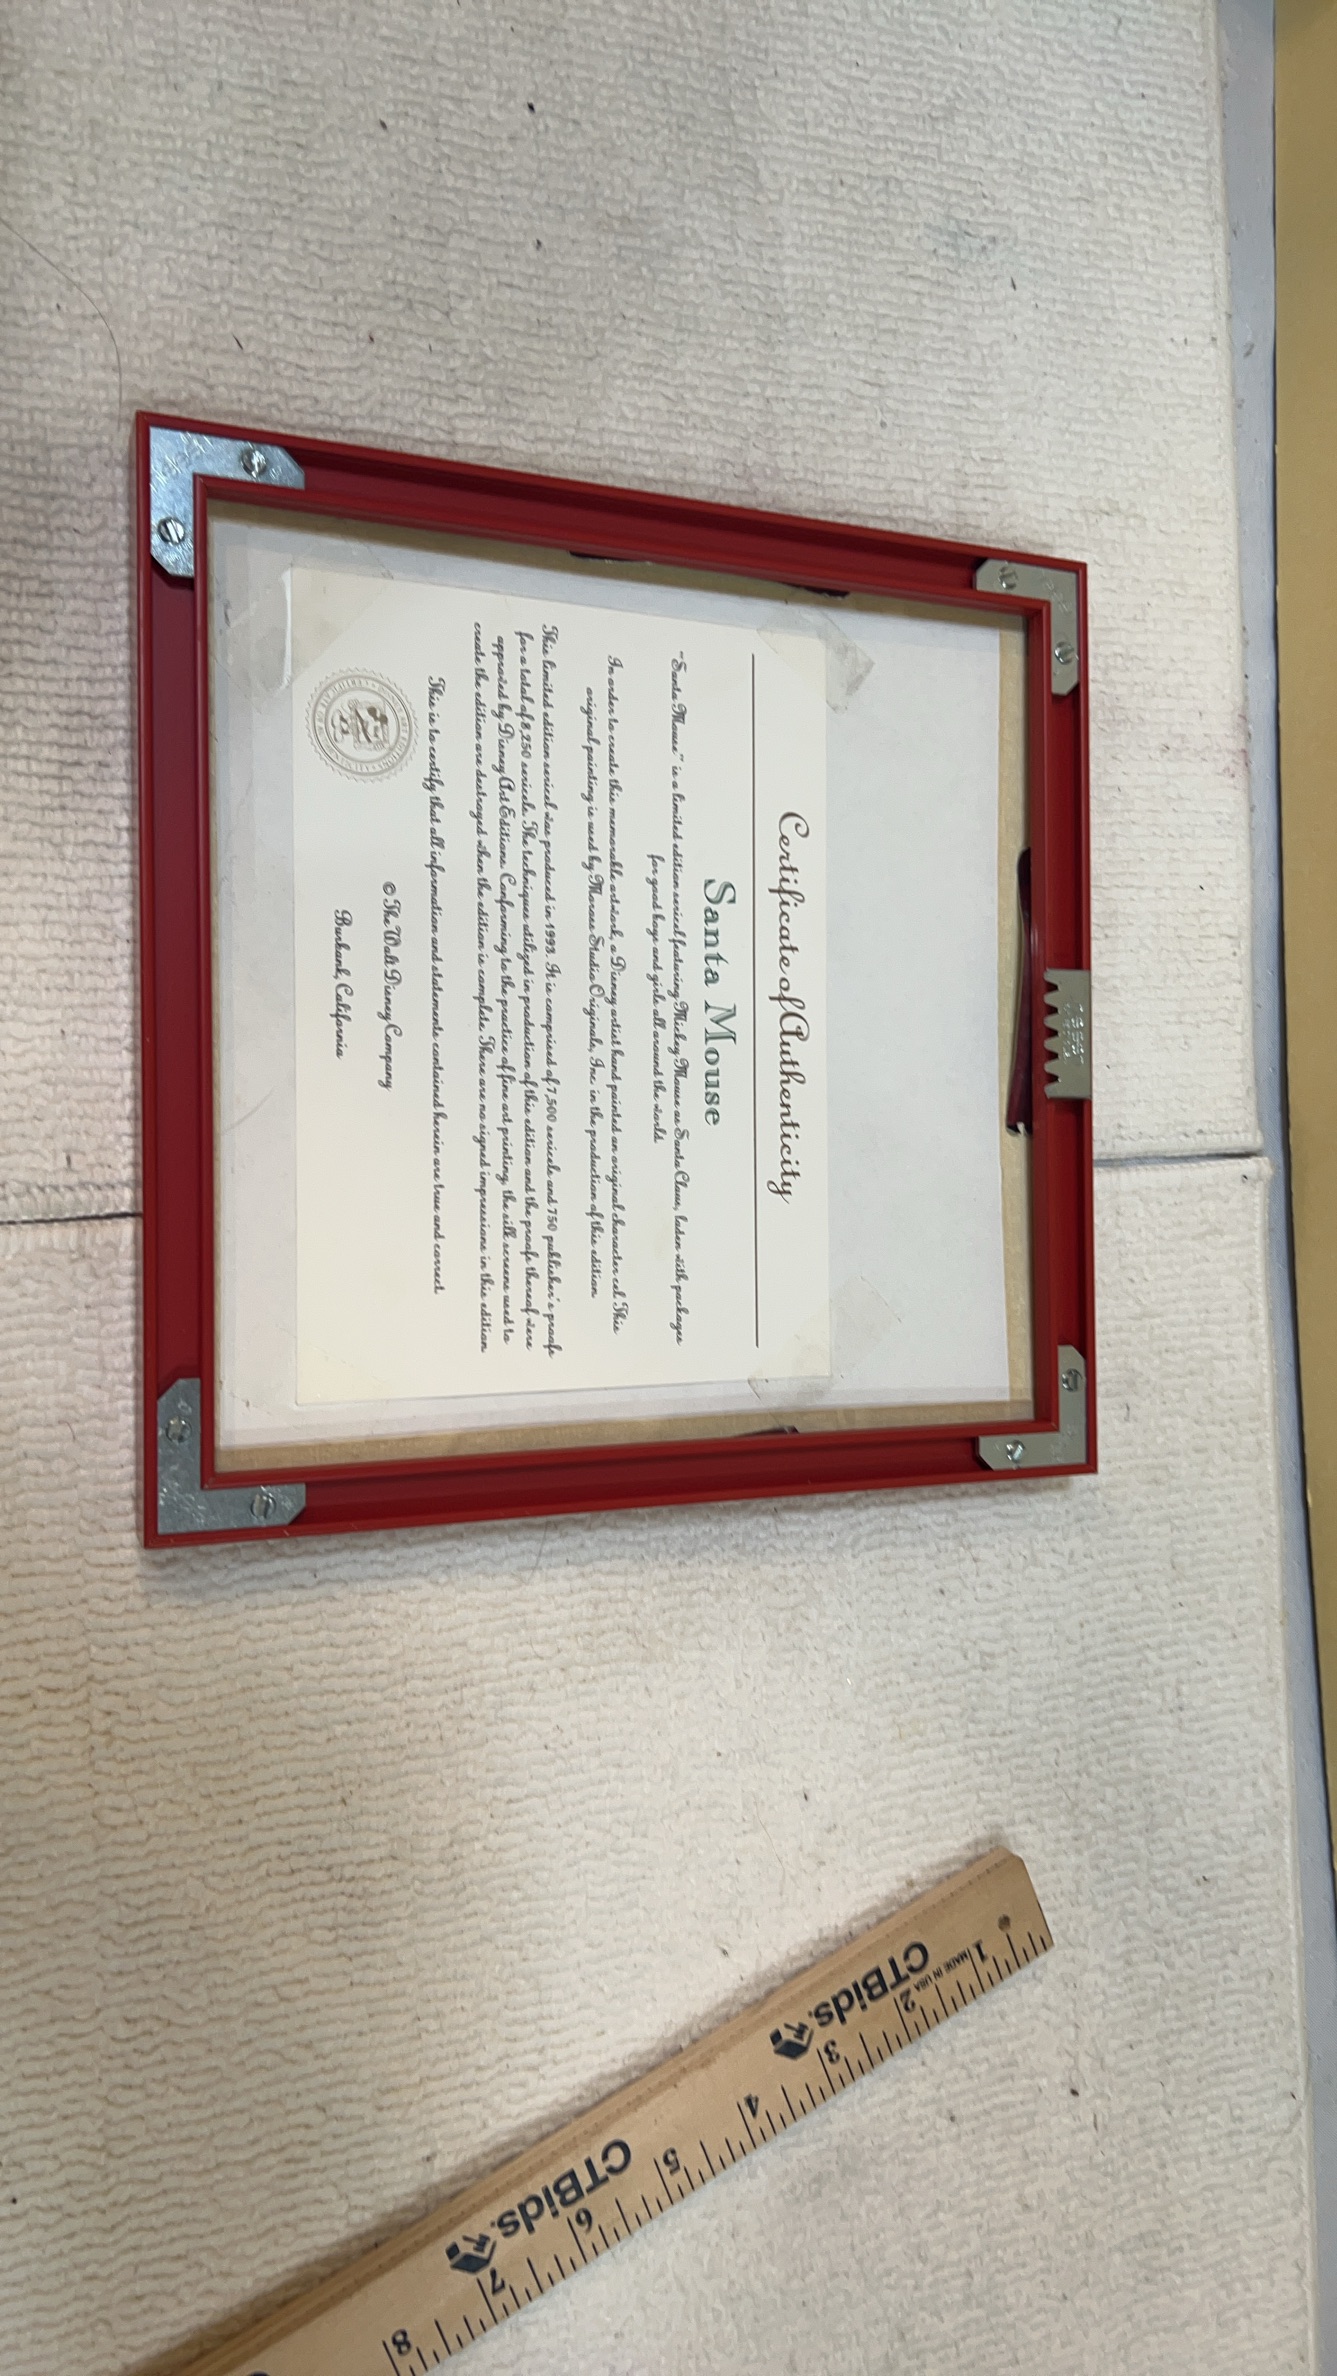 Certificate of Authenticity
Santa Mouse
"Santa Mouse" is a limited edition sericel featuring Mickey Mouse as Santa Claus, laden with packages
for good boys and girls all around the world.
In order to create this memorable artwork, a Disney artist hand painted an original character cel. This
original painting is used by Morose Studio Originals, Inc. in the production of this edition.
This limited edition sericel was produced in 1993. It is comprised of 7,500 sericels and 750 publisher's proofs
for a total of 8,250 sericels. The techniques utilized in production of this edition and the proofs thereof were
approved by Disney Art Editions. Conforming to the practice of fine art printing, the silk screens used to
create the edition are destroyed when the edition is complete. There are no signed impressions in this edition.
This is to certify that all information and statements contained herein are true and correct.
© The Walt Disney Company
Burbank, California
1
MADE IN USA
CTBids.
2
3
4
5
CTBids.
6
7
8